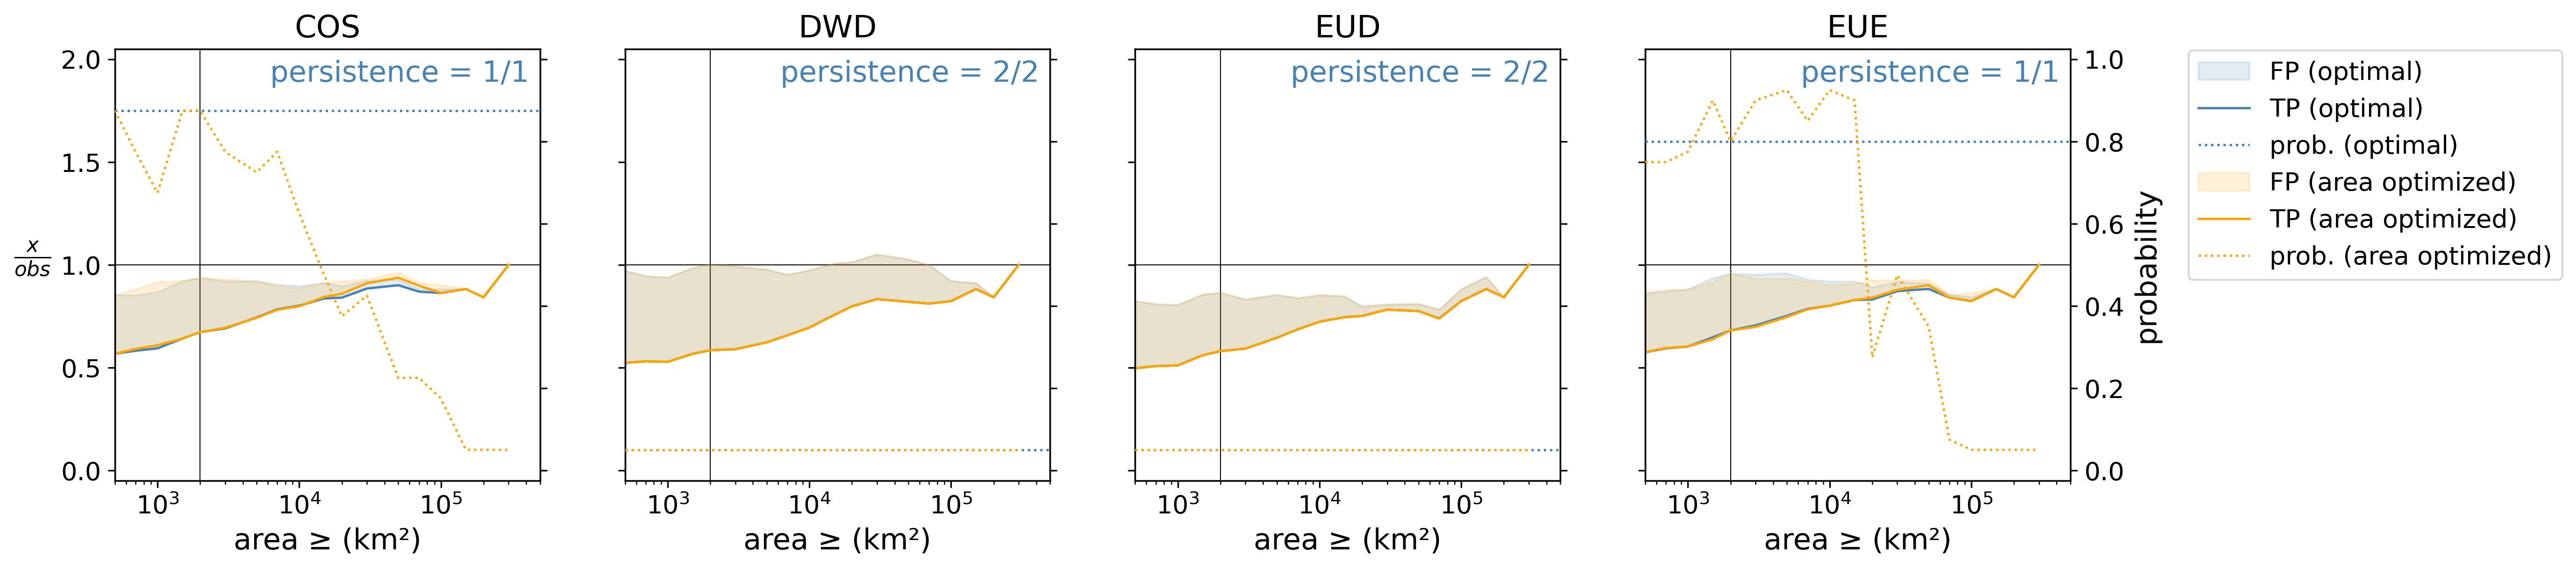 COS
DWD
EUD
EUE
persistence = 1/1
persistence = 2/2
persistence = 2/2
persistence = 1/1
2.0
1.5
1.0
0.5
0.0
x/obs
10³ 10⁴ 10⁵
10³ 10⁴ 10⁵
10³ 10⁴ 10⁵
10³ 10⁴ 10⁵
area ≥ (km²)
area ≥ (km²)
area ≥ (km²)
area ≥ (km²)
1.0
0.8
0.6
0.4
0.2
0.0
probability
FP (optimal)
TP (optimal)
prob. (optimal)
FP (area optimized)
TP (area optimized)
prob. (area optimized)